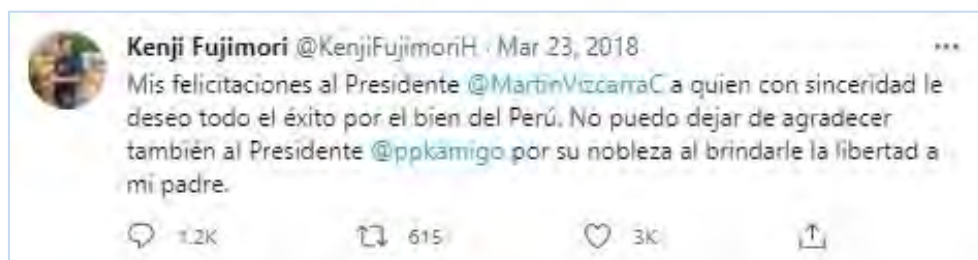 Kenji Fujimori @KenjiFujimoriH · Mar 23, 2018
Mis felicitaciones al Presidente @MartinVizcarraC a quien con sinceridad le
deseo todo el éxito por el bien del Perú. No puedo dejar de agradecer
también al Presidente @ppkamigo por su nobleza al brindarle la libertad a
mi padre.
1.2K 615 3K